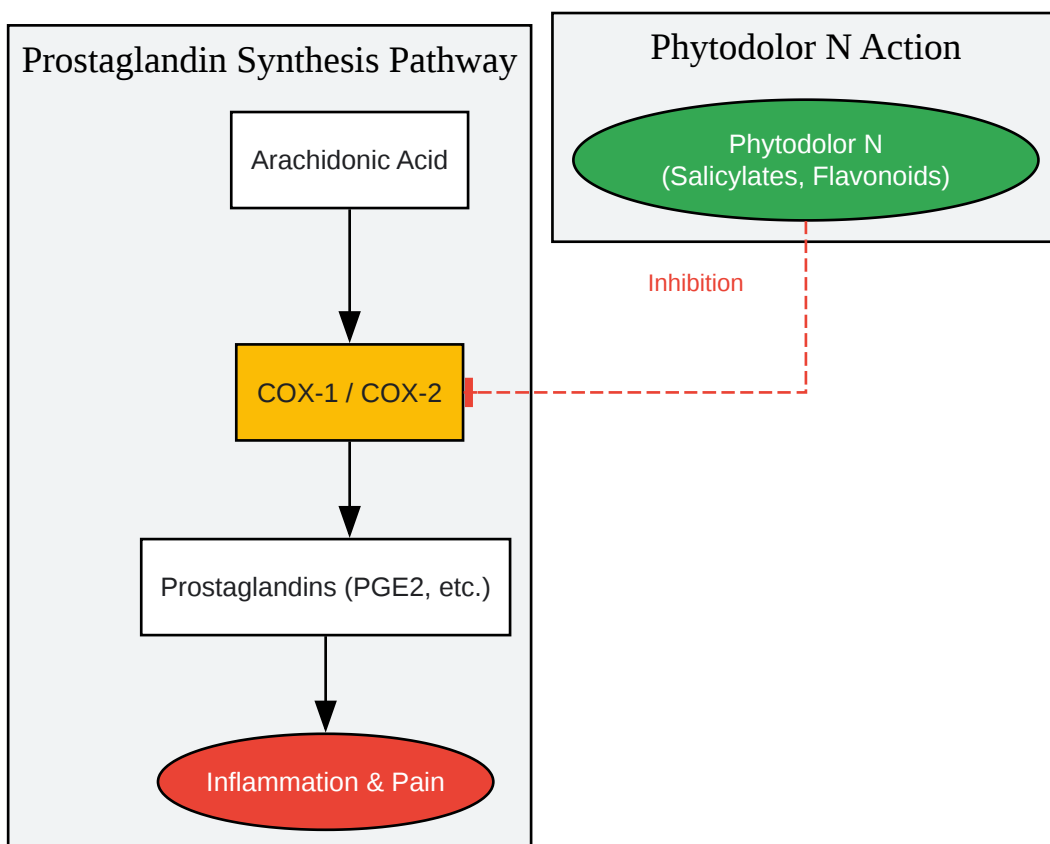 Prostaglandin Synthesis Pathway
Arachidonic Acid
COX-1 / COX-2
Prostaglandins (PGE2, etc.)
Inflammation & Pain
Phytodolor N Action
Phytodolor N
(Salicylates, Flavonoids)
Inhibition